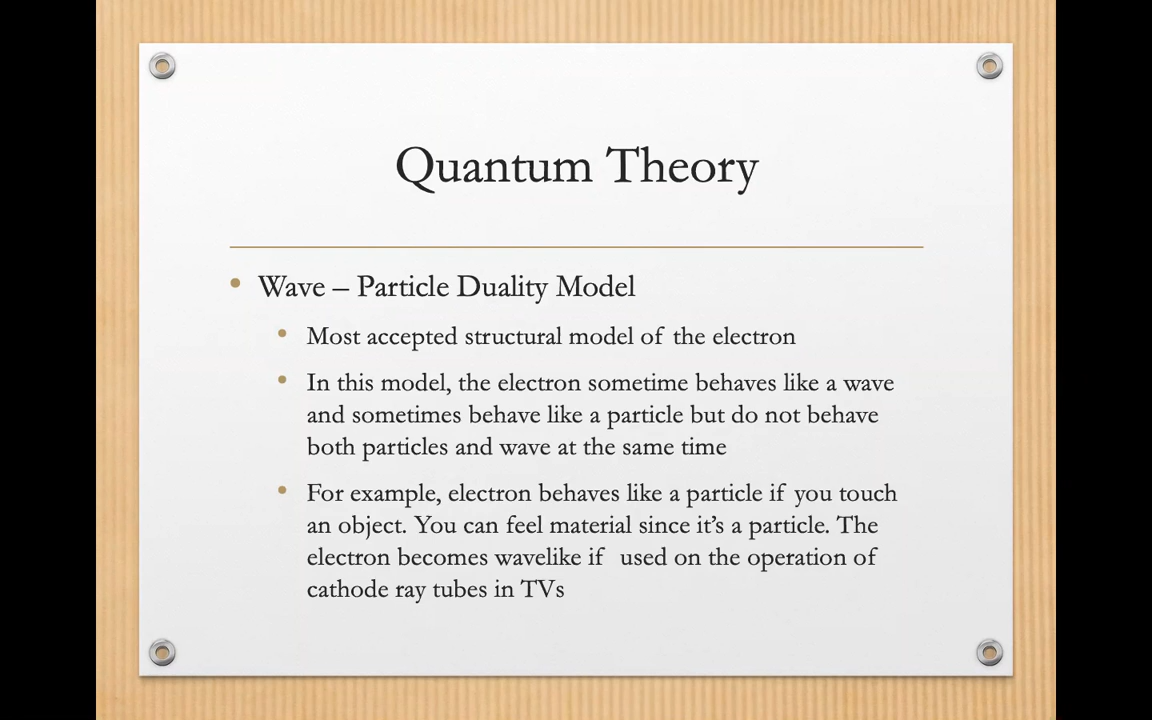 Quantum Theory
• Wave – Particle Duality Model
• Most accepted structural model of the electron
• In this model, the electron sometime behaves like a wave
and sometimes behave like a particle but do not behave
both particles and wave at the same time
• For example, electron behaves like a particle if you touch
an object. You can feel material since it’s a particle. The
electron becomes wavelike if used on the operation of
cathode ray tubes in TVs